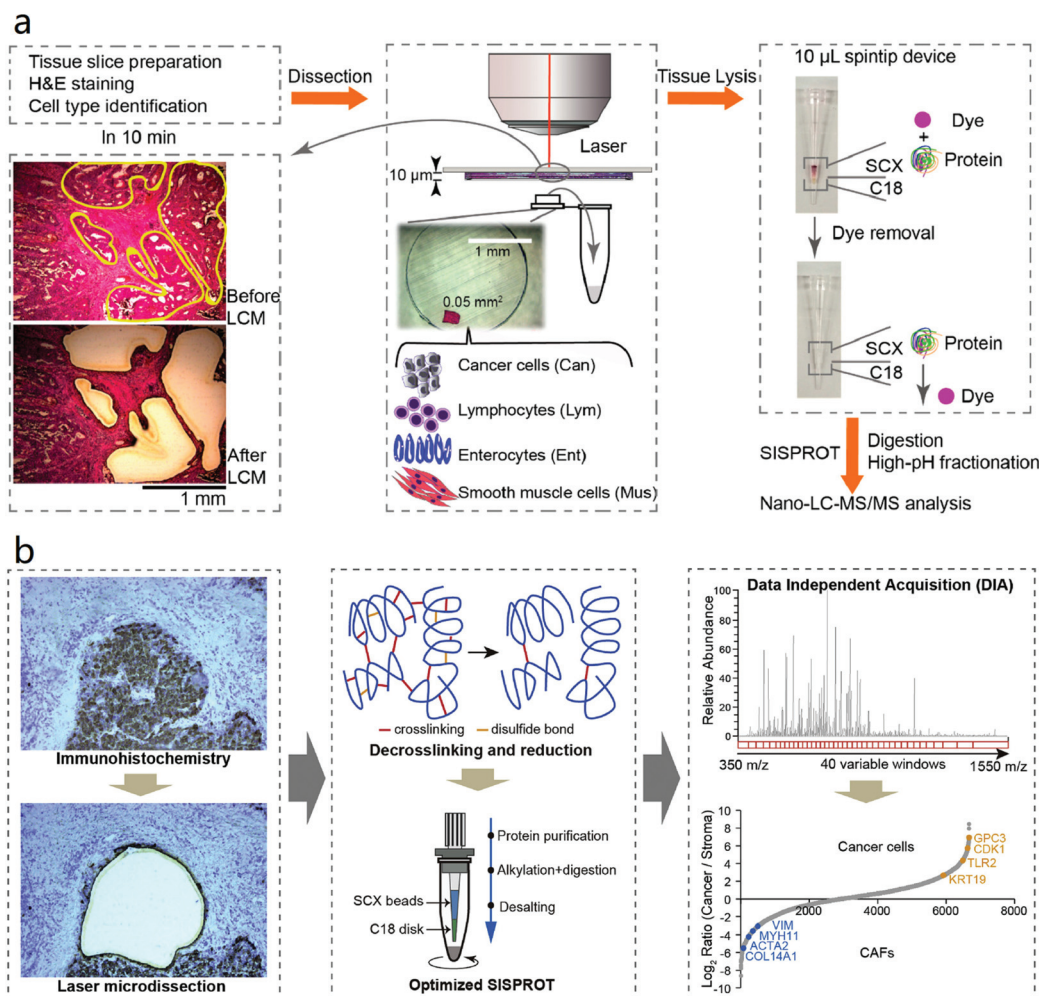 a
Tissue slice preparation
H&E staining
Cell type identification
In 10 min
Before
LCM
After
LCM
1 mm
Dissection
Laser
10 µm
1 mm
0.05 mm²
Cancer cells (Can)
Lymphocytes (Lym)
Enterocytes (Ent)
Smooth muscle cells (Mus)
Tissue Lysis
10 µL spintip device
Dye
+
Protein
SCX
C18
Dye removal
SCX
C18
Protein
Dye
SISPROT
Digestion
High-pH fractionation
Nano-LC-MS/MS analysis
b
Immunohistochemistry
Laser microdissection
crosslinking
disulfide bond
Decrosslinking and reduction
Protein purification
Alkylation+digestion
Desalting
SCX beads
C18 disk
Optimized SISPROT
Data Independent Acquisition (DIA)
Relative Abundance
100
80
60
40
20
0
350 m/z
40 variable windows
1550 m/z
Log₂ Ratio (Cancer / Stroma)
10
8
6
4
2
0
-2
-4
-6
-8
-10
2000
4000
6000
8000
Cancer cells
GPC3
CDK1
TLR2
KRT19
VIM
MYH11
ACTA2
COL14A1
CAFs